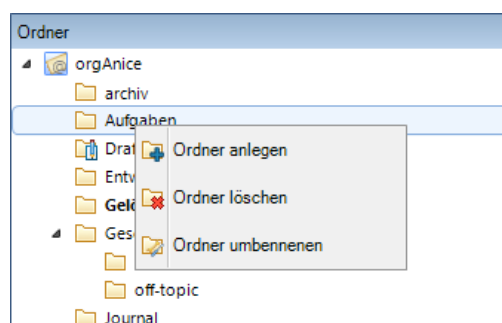 Ordner
orgAnice
archiv
Aufgaben
Ordner anlegen
Ordner löschen
Ordner umbennenen
off-topic
Journal